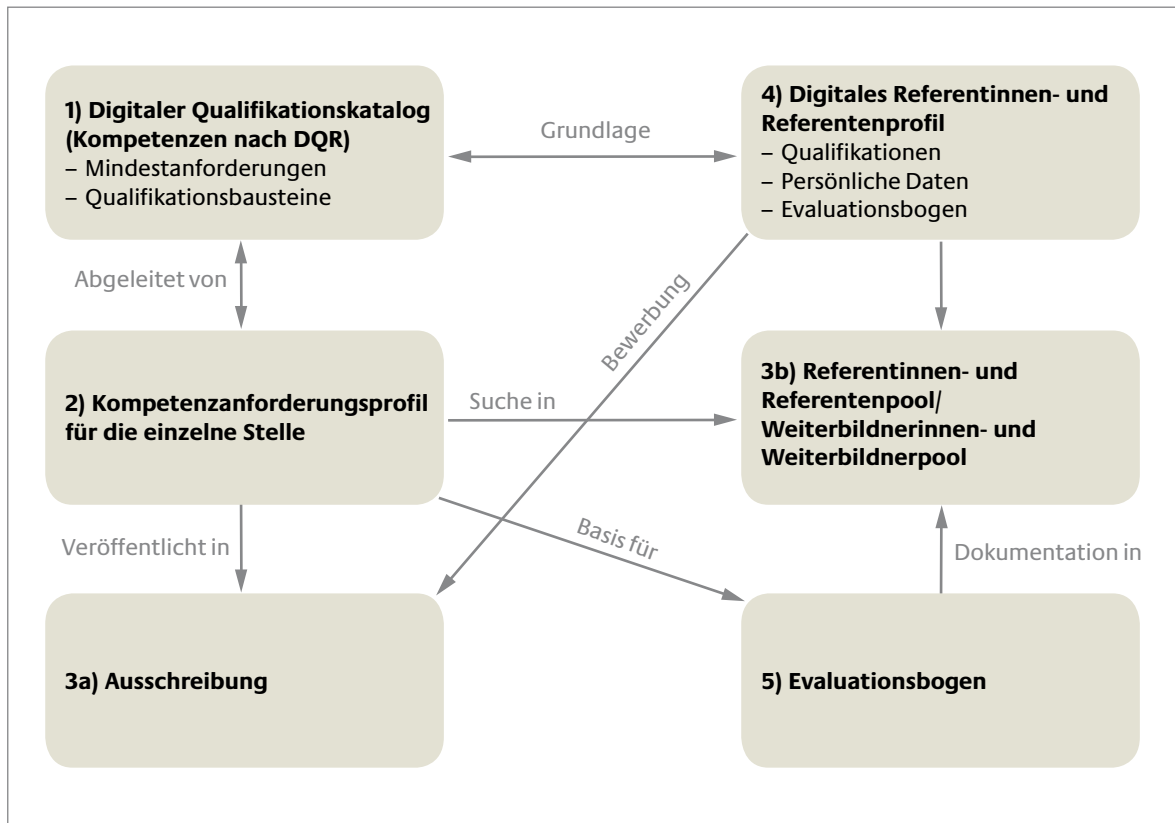 1) Digitaler Qualifikationskatalog
(Kompetenzen nach DQR)
– Mindestanforderungen
– Qualifikationsbausteine
Grundlage
4) Digitales Referentinnen- und
Referentenprofil
– Qualifikationen
– Persönliche Daten
– Evaluationsbogen
Abgeleitet von
Bewerbung
2) Kompetenzanforderungsprofil
für die einzelne Stelle
Suche in
3b) Referentinnen- und
Referentenpool/
Weiterbildnerinnen- und
Weiterbildnerpool
Veröffentlicht in
Basis für
Dokumentation in
3a) Ausschreibung
5) Evaluationsbogen